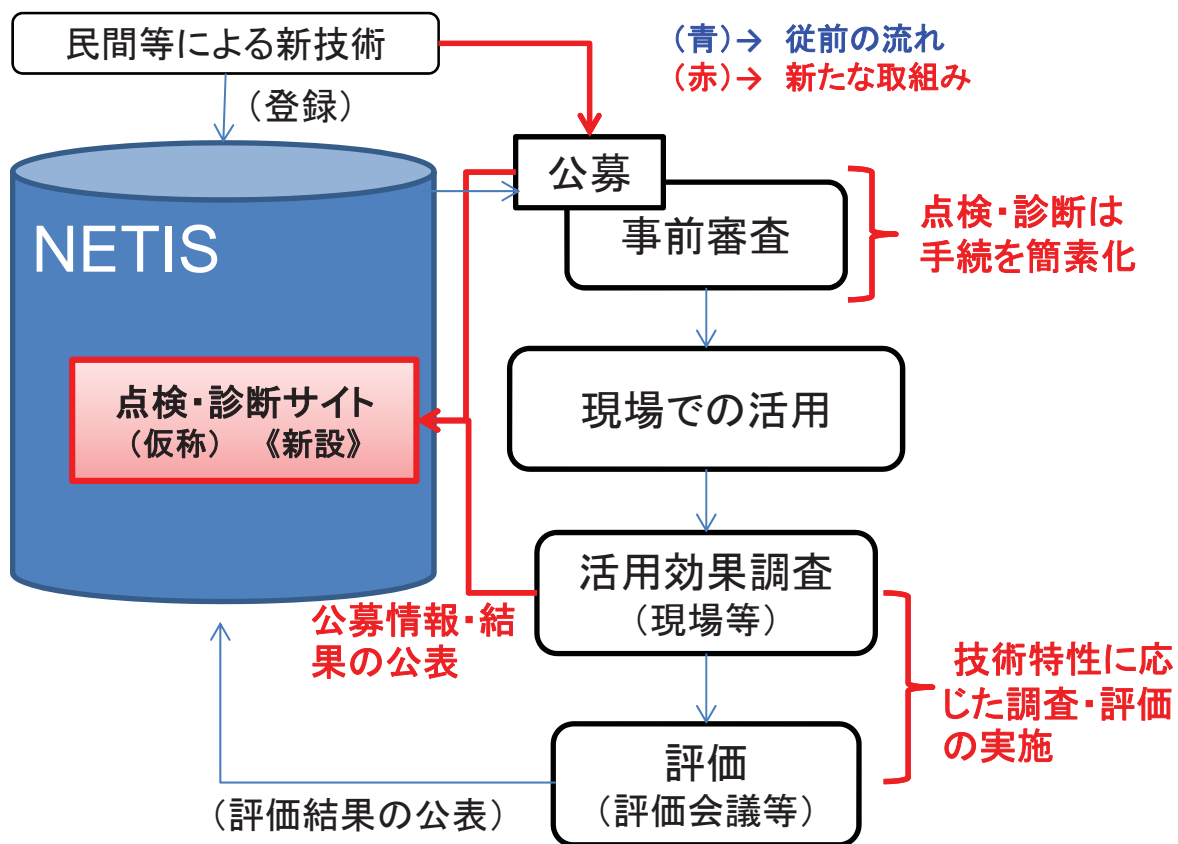 民間等による新技術
(青)→ 従前の流れ
(赤)→ 新たな取組み
(登録)
公募
事前審査
点検・診断は
手続を簡素化
NETIS
点検・診断サイト
(仮称) 《新設》
現場での活用
活用効果調査
(現場等)
公募情報・結
果の公表
技術特性に応
じた調査・評価
の実施
評価
(評価会議等)
(評価結果の公表)